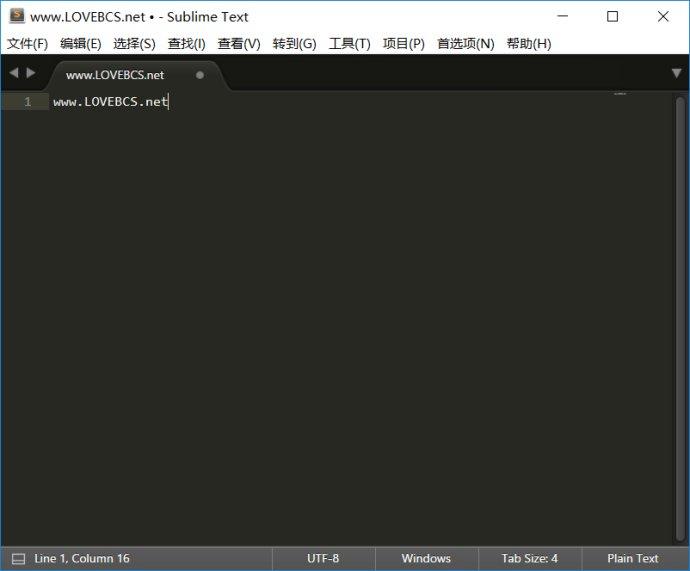 www.LOVEBCS.net • - Sublime Text
文件(F) 编辑(E) 选择(S) 查找(I) 查看(V) 转到(G) 工具(T) 项目(P) 首选项(N) 帮助(H)
www.LOVEBCS.net
1 www.LOVEBCS.net
Line 1, Column 16 UTF-8 Windows Tab Size: 4 Plain Text